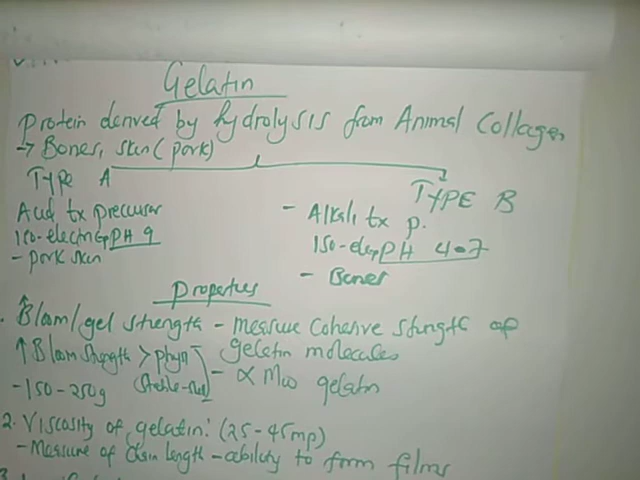 Gelatin
Protein derived by hydrolysis from Animal Collagen
→ Bones, skin (pork)
TYPE A
TYPE B
Acid tx precursor
Iso-electric pH 9
- pork skin
- Alkali tx p.
Iso-elep pH 4.7
- Bones
Properties
↑ Bloom/gel strength - measure Cohesive strength of
gelatin molecules
↑ Bloom strength > phyn
- 150-250g
- ∝ Mw gelatin
2. Viscosity of gelatin: (25-45mp)
- Measure of chain length - ability to form films
3.